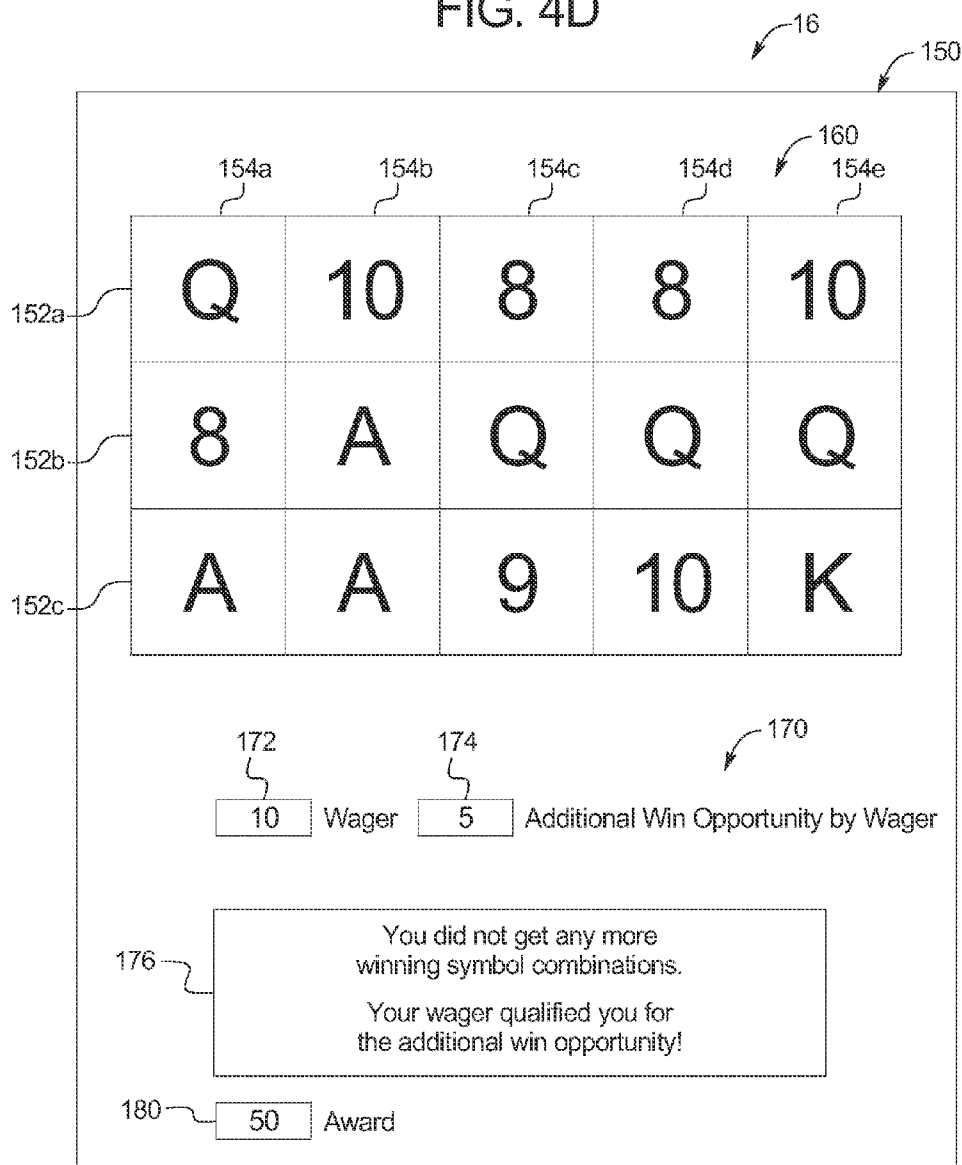 FIG. 4D
16
150
160
154a 154b 154c 154d 154e
152a Q 10 8 8 10
152b 8 A Q Q Q
152c A A 9 10 K
172 174 170
10 Wager 5 Additional Win Opportunity by Wager
176
You did not get any more
winning symbol combinations.
Your wager qualified you for
the additional win opportunity!
180 50 Award